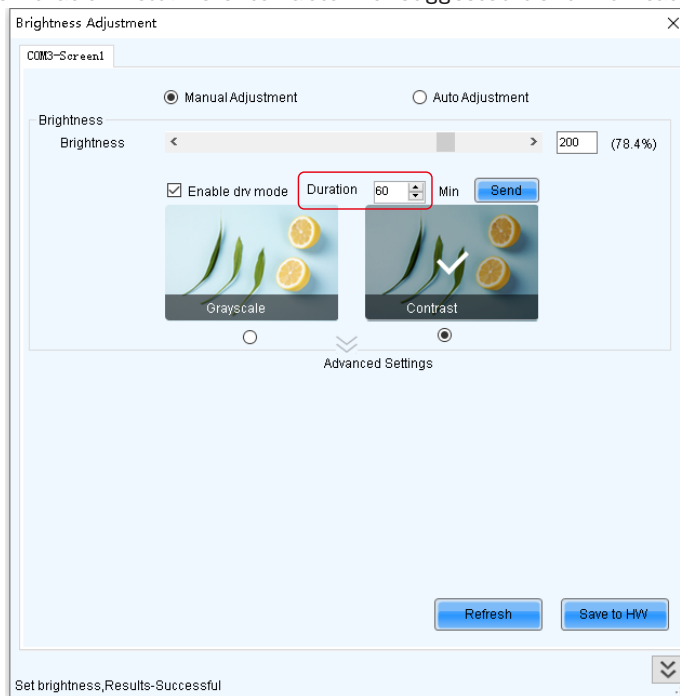 Brightness Adjustment
COM3-Screen1
Manual Adjustment Auto Adjustment
Brightness
Brightness 200 (78.4%)
Enable drv mode Duration 60 Min Send
Grayscale Contrast
Advanced Settings
Refresh Save to HW
Set brightness,Results-Successful